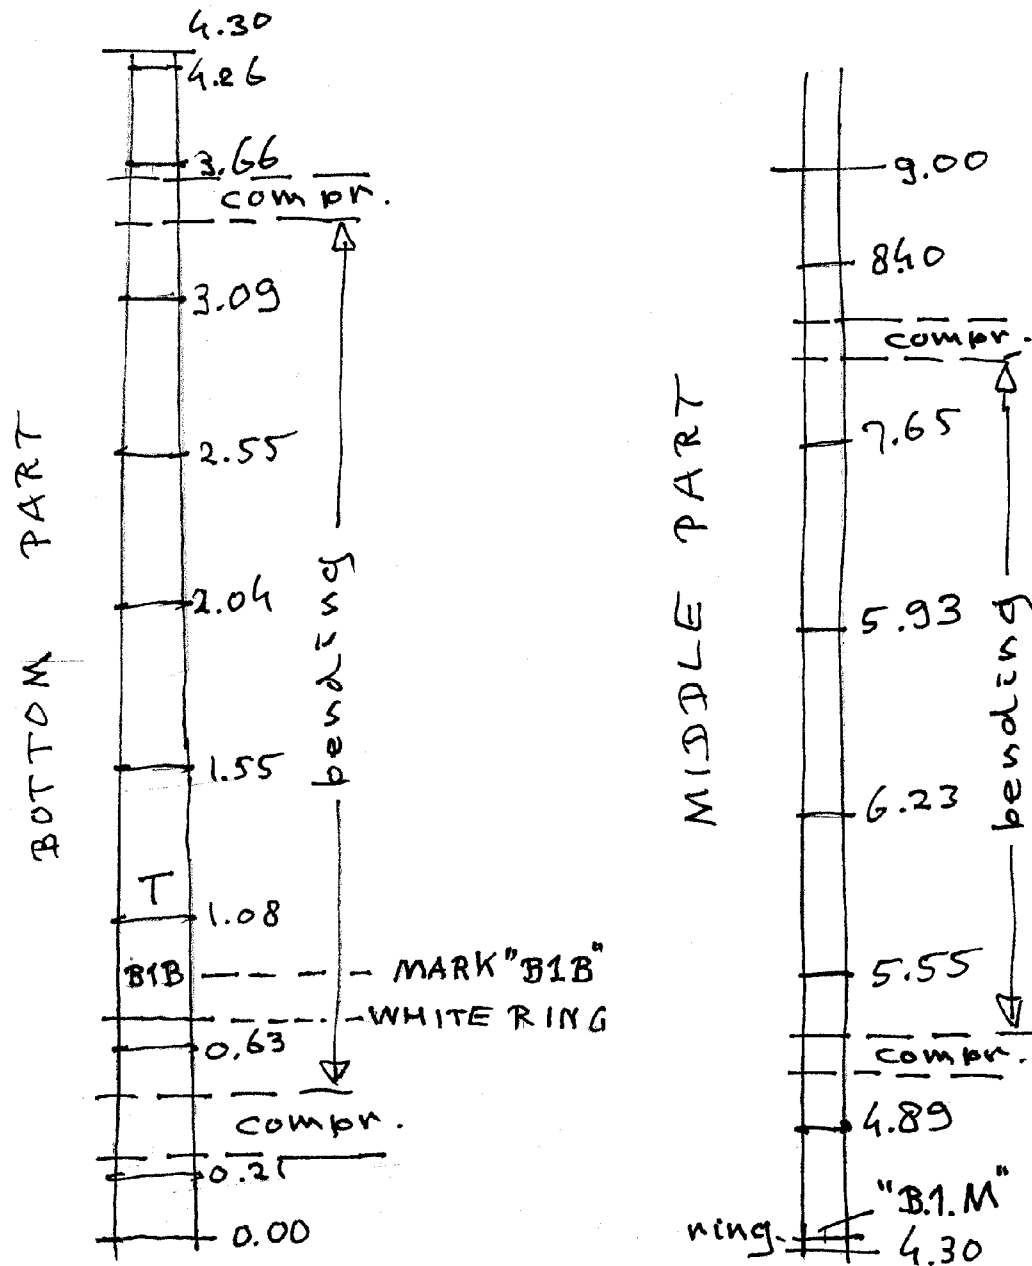 4.30
4.26
3.66
compr.
3.09
2.55
2.04
1.55
T
1.08
B1B
MARK "B1B"
WHITE RING
0.63
compr.
0.21
0.00
bending
BOTTOM PART
9.00
8.40
compr.
7.65
5.93
6.23
5.55
compr.
4.89
"B.1.M"
ring
4.30
bending
MIDDLE PART